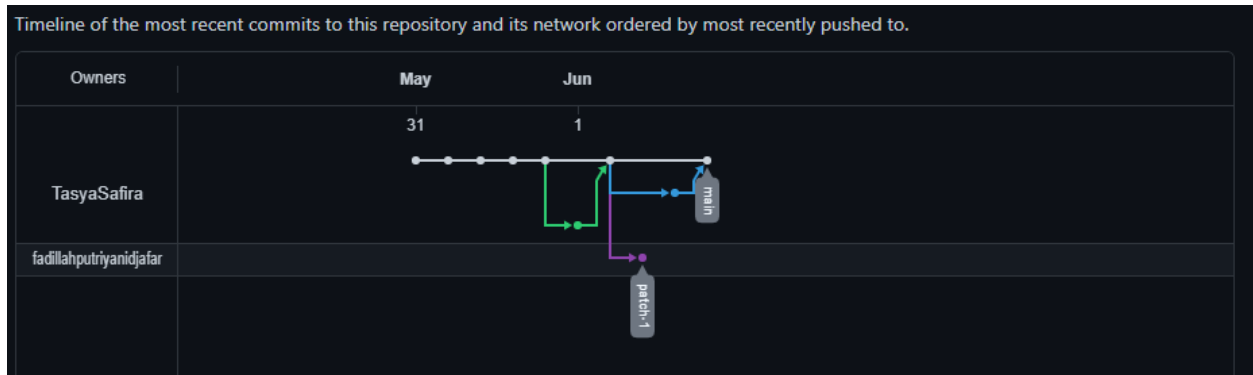 Timeline of the most recent commits to this repository and its network ordered by most recently pushed to.
Owners May Jun
31 1
TasyaSafira
main
fadillahputriyanidjafar
patch-1